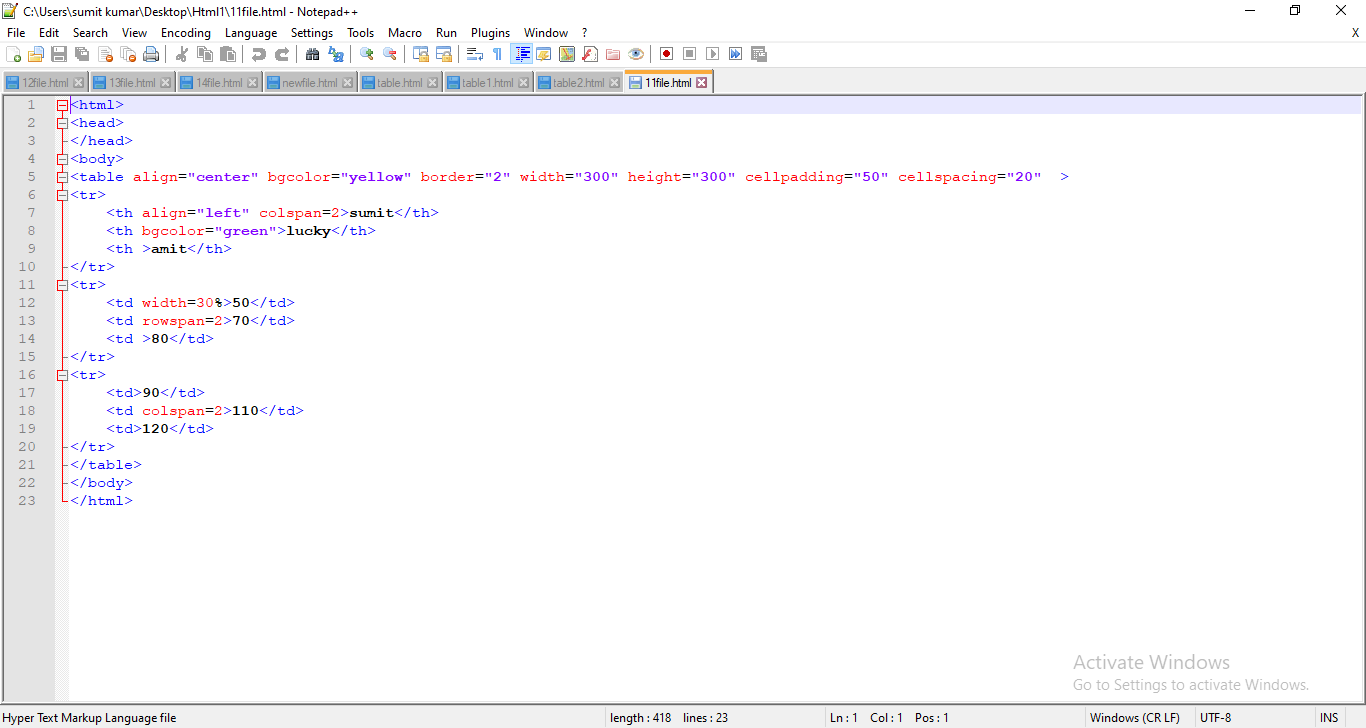 C:\Users\sumit kumar\Desktop\Html1\11file.html - Notepad++
File Edit Search View Encoding Language Settings Tools Macro Run Plugins Window ? X
12file.html 13file.html 14file.html newfile.html table.html table1.html table2.html 11file.html
1 <html>
2 <head>
3 </head>
4 <body>
5 <table align="center" bgcolor="yellow" border="2" width="300" height="300" cellpadding="50" cellspacing="20"  >
6 <tr>
7     <th align="left" colspan=2>sumit</th>
8     <th bgcolor="green">lucky</th>
9     <th >amit</th>
10 </tr>
11 <tr>
12     <td width=30%>50</td>
13     <td rowspan=2>70</td>
14     <td >80</td>
15 </tr>
16 <tr>
17     <td>90</td>
18     <td colspan=2>110</td>
19     <td>120</td>
20 </tr>
21 </table>
22 </body>
23 </html>
Activate Windows
Go to Settings to activate Windows.
Hyper Text Markup Language file length : 418 lines : 23 Ln : 1 Col : 1 Pos : 1 Windows (CR LF) UTF-8 INS